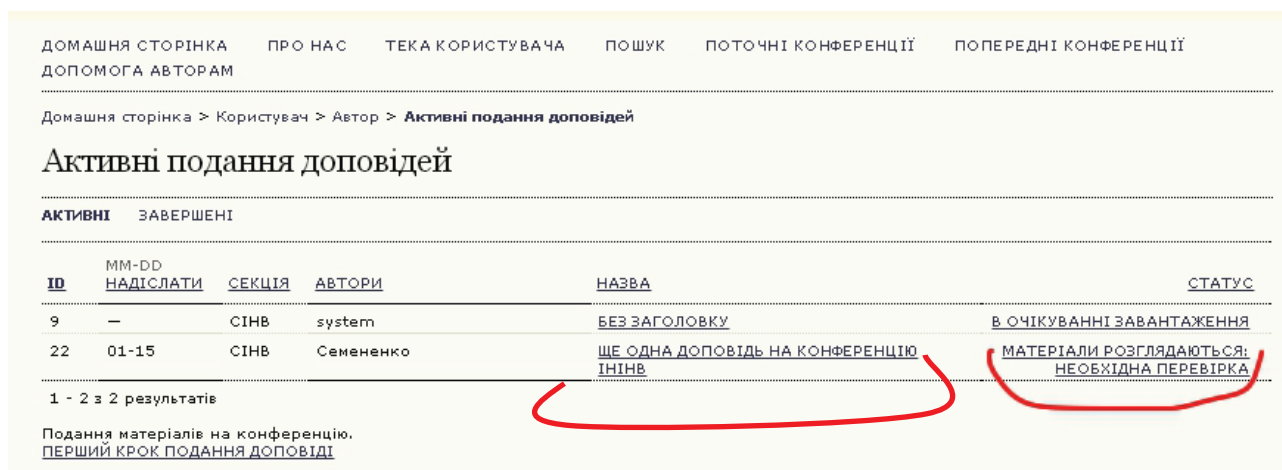 ДОМАШНЯ СТОРІНКА ПРО НАС ТЕКА КОРИСТУВАЧА ПОШУК ПОТОЧНІ КОНФЕРЕНЦІЇ ПОПЕРЕДНІ КОНФЕРЕНЦІЇ
ДОПОМОГА АВТОРАМ
Домашня сторінка > Користувач > Автор > Активні подання доповідей
Активні подання доповідей
АКТИВНІ ЗАВЕРШЕНІ
MM-DD
ID НАДІСЛАТИ СЕКЦІЯ АВТОРИ НАЗВА СТАТУС
9 — СІНВ system БЕЗ ЗАГОЛОВКУ В ОЧІКУВАННІ ЗАВАНТАЖЕННЯ
22 01-15 СІНВ Семененко ЩЕ ОДНА ДОПОВІДЬ НА КОНФЕРЕНЦІЮ МАТЕРІАЛИ РОЗГЛЯДАЮТЬСЯ:
ІНІНВ НЕОБХІДНА ПЕРЕВІРКА
1 - 2 з 2 результатів
Подання матеріалів на конференцію.
ПЕРШИЙ КРОК ПОДАННЯ ДОПОВІДІ